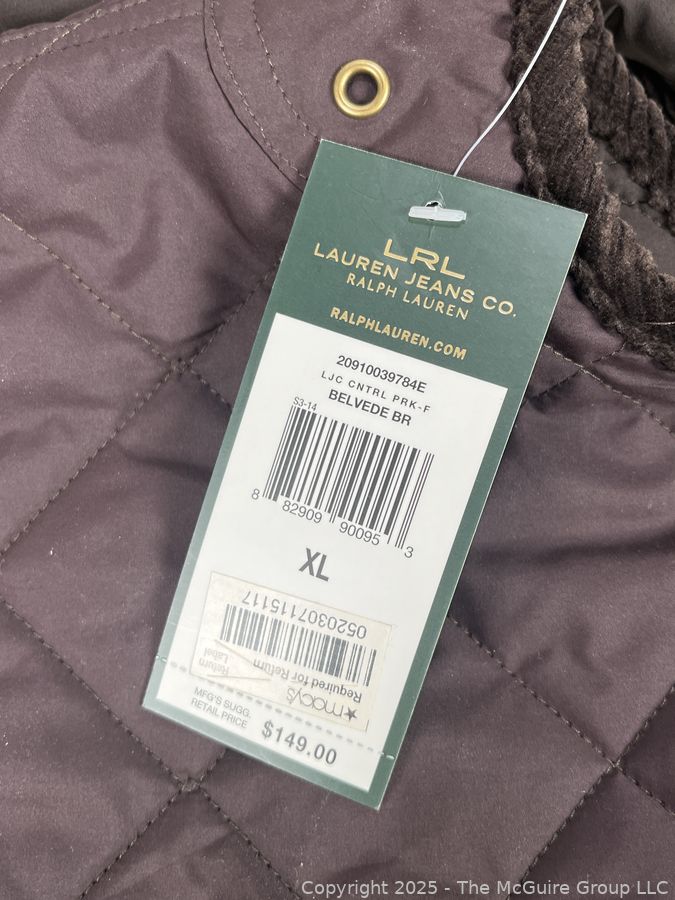 LRL
LAUREN JEANS CO.
RALPH LAUREN
RALPHLAUREN.COM
20910039784E
LJC CNTRL PRK-F
BELVEDE BR
S3-14
8 82909 90095 3
XL
★macy's
Required for Return
Return
Label
0520307115117
MFG'S SUGG.
RETAIL PRICE
$149.00
Copyright 2025 - The McGuire Group LLC